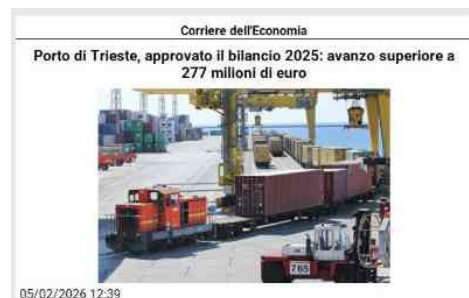 Corriere dell'Economia
Porto di Trieste, approvato il bilancio 2025: avanzo superiore a
277 milioni di euro
765
05/02/2026 12:39